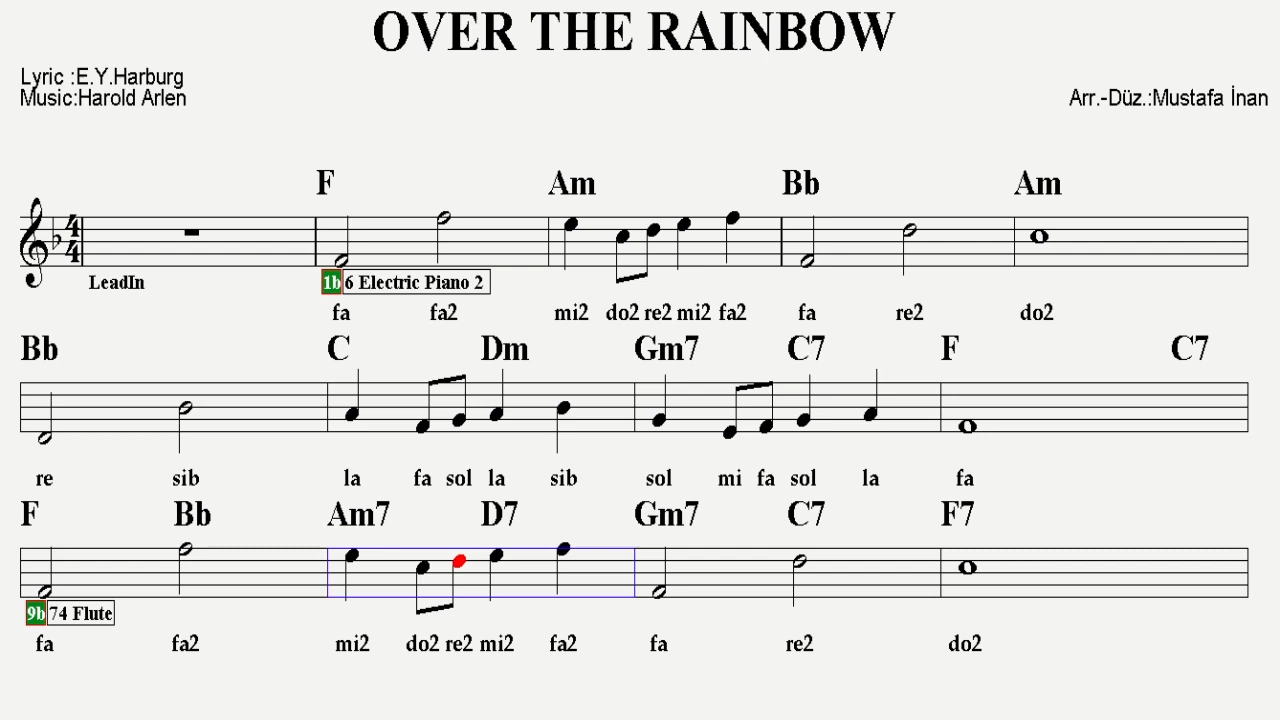 OVER THE RAINBOW
Lyric :E.Y.Harburg
Music:Harold Arlen
Arr.-Düz.:Mustafa İnan
F Am Bb Am
4
4
LeadIn
1b 6 Electric Piano 2
fa fa2 mi2 do2 re2 mi2 fa2 fa re2 do2
Bb C Dm Gm7 C7 F C7
re sib la fa sol la sib sol mi fa sol la fa
F Bb Am7 D7 Gm7 C7 F7
9b 74 Flute
fa fa2 mi2 do2 re2 mi2 fa2 fa re2 do2